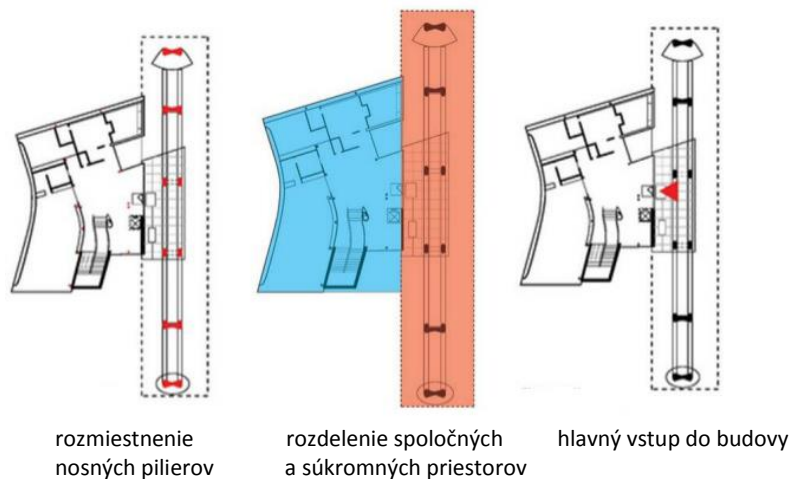 rozmiestnenie
nosných pilierov
rozdelenie spoločných
a súkromných priestorov
hlavný vstup do budovy